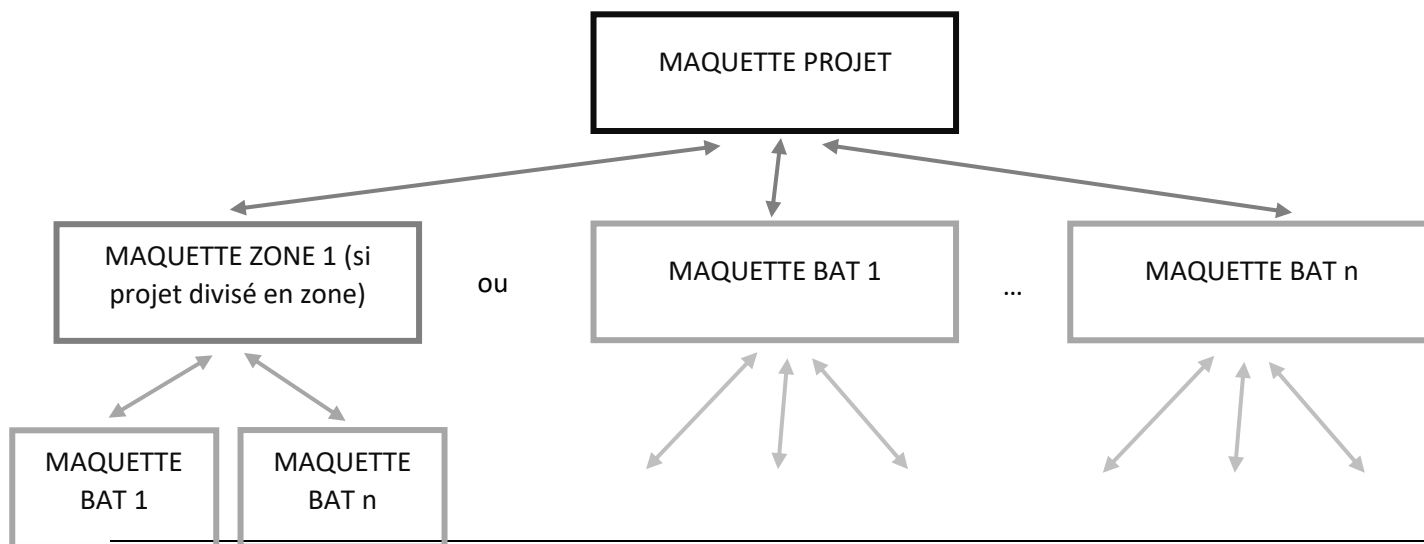 MAQUETTE PROJET
MAQUETTE ZONE 1 (si
projet divisé en zone)
ou
MAQUETTE BAT 1
...
MAQUETTE BAT n
MAQUETTE
BAT 1
MAQUETTE
BAT n